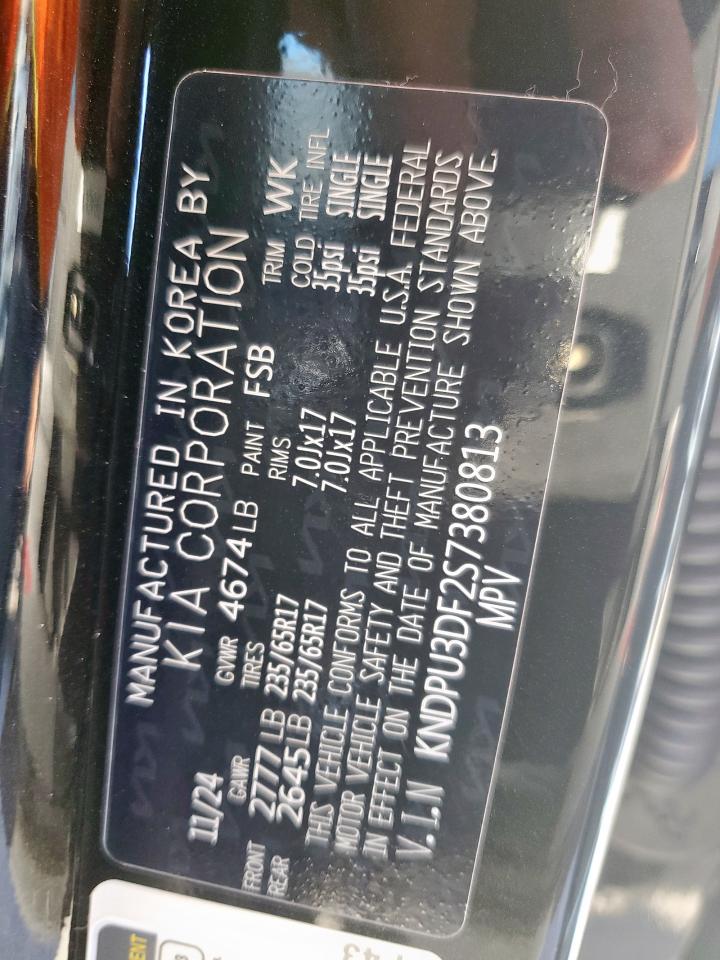 MANUFACTURED IN KOREA BY
11/24 KIA CORPORATION
GVWR 4674LB PAINT FSB TRIM WK
GAWR TIRES RIMS COLD TIRE INFL
FRONT 2777LB 235/65R17 7.0Jx17 35psi SINGLE
REAR 2645LB 235/65R17 7.0Jx17 35psi SINGLE
THIS VEHICLE CONFORMS TO ALL APPLICABLE U.S.A. FEDERAL
MOTOR VEHICLE SAFETY AND THEFT PREVENTION STANDARDS
IN EFFECT ON THE DATE OF MANUFACTURE SHOWN ABOVE.
V.I.N KNDPU3DF2S7380813
MPV